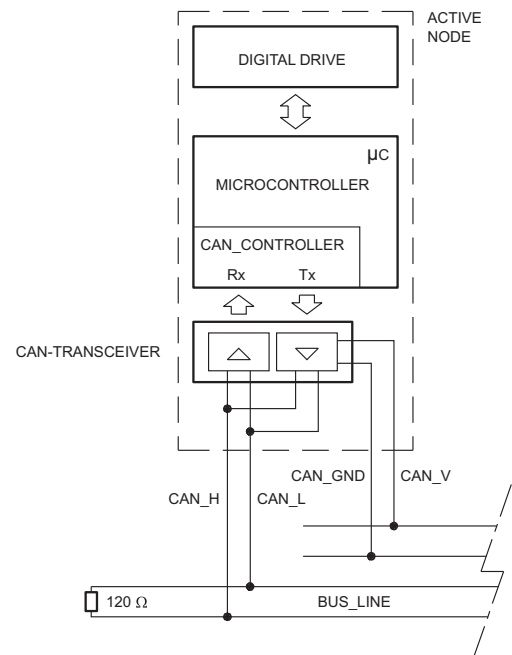 ACTIVE
NODE
DIGITAL DRIVE
µC
MICROCONTROLLER
CAN_CONTROLLER
Rx Tx
CAN-TRANSCEIVER
CAN_GND CAN_V
CAN_H CAN_L
120 Ω BUS_LINE